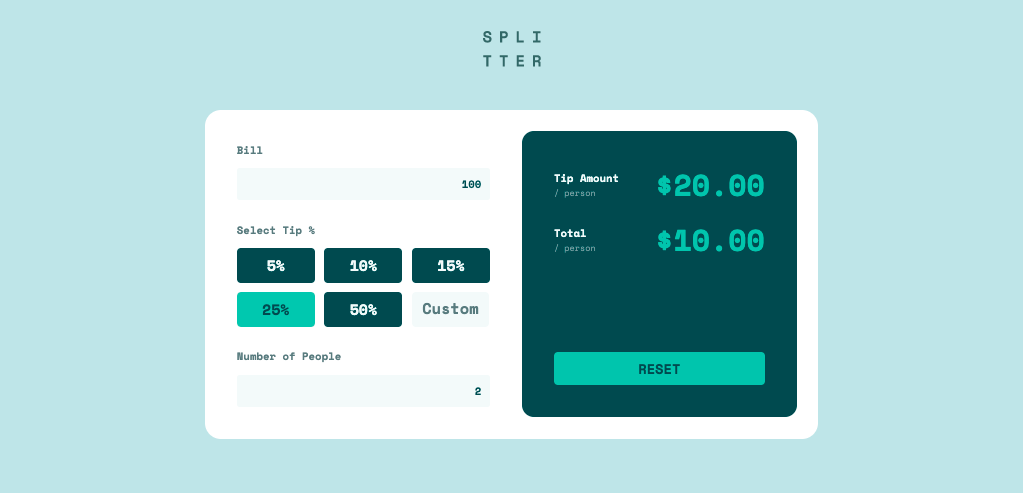 SPLI
TTER
Bill
100
Select Tip %
5% 10% 15%
25% 50% Custom
Number of People
2
Tip Amount
/ person
$20.00
Total
/ person
$10.00
RESET